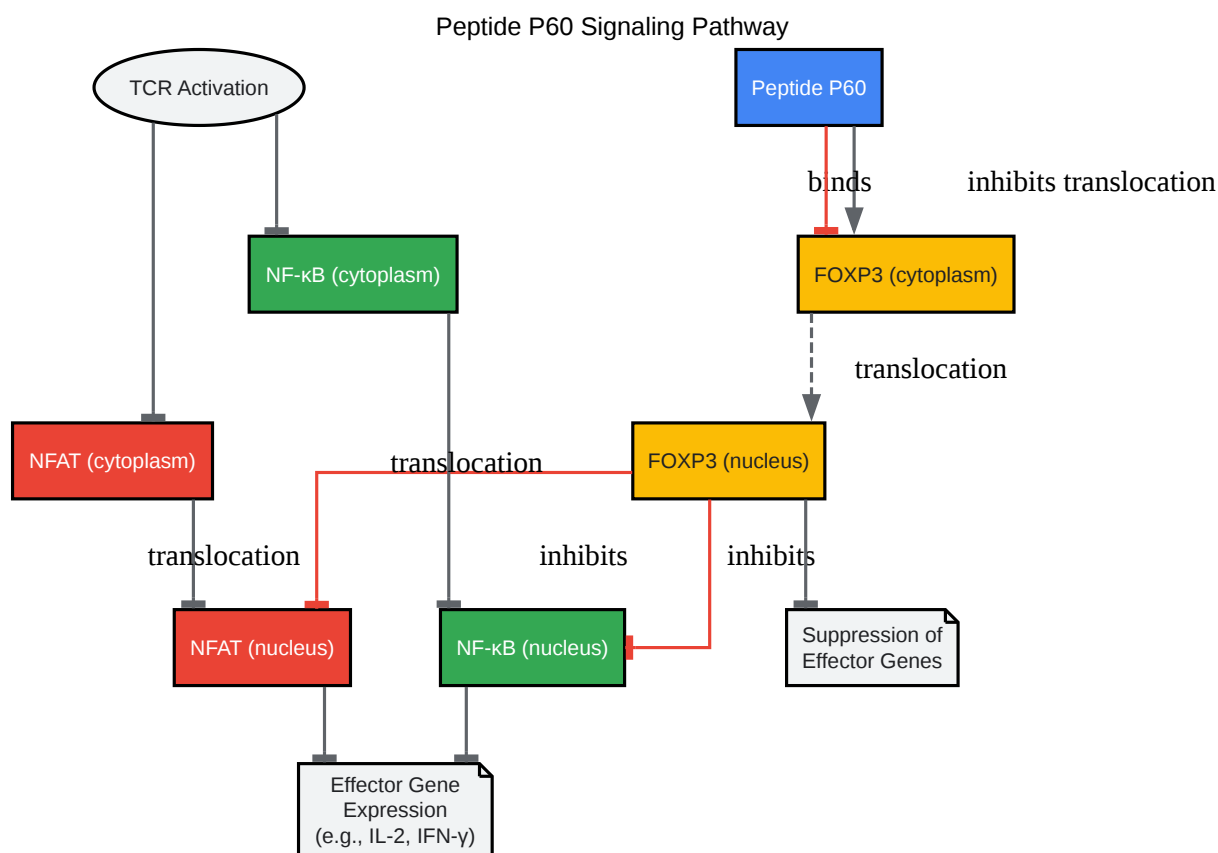 Peptide P60 Signaling Pathway
TCR Activation
Peptide P60
binds
inhibits translocation
NF-κB (cytoplasm)
FOXP3 (cytoplasm)
translocation
NFAT (cytoplasm)
translocation
FOXP3 (nucleus)
translocation
inhibits
inhibits
NFAT (nucleus)
NF-κB (nucleus)
Suppression of
Effector Genes
Effector Gene
Expression
(e.g., IL-2, IFN-γ)